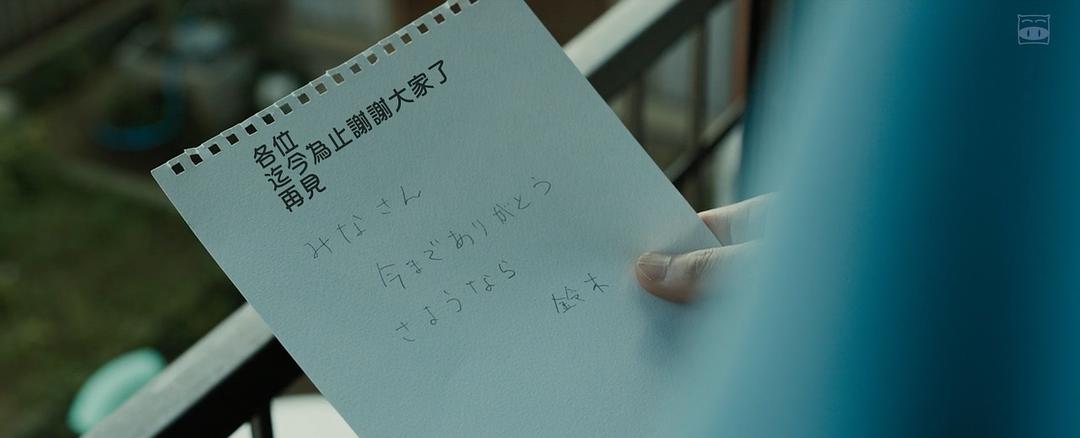 各位
迄今為止謝謝大家了
再見
みなさん
今までありがとう
さようなら
鈴木